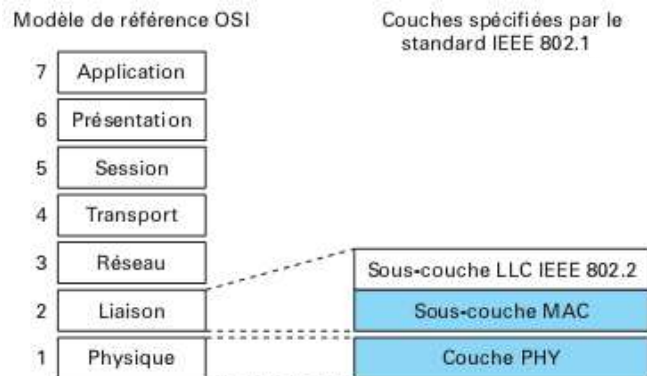 Modèle de référence OSI
Couches spécifiées par le
standard IEEE 802.1
7 Application
6 Présentation
5 Session
4 Transport
3 Réseau
Sous-couche LLC IEEE 802.2
2 Liaison
Sous-couche MAC
1 Physique
Couche PHY